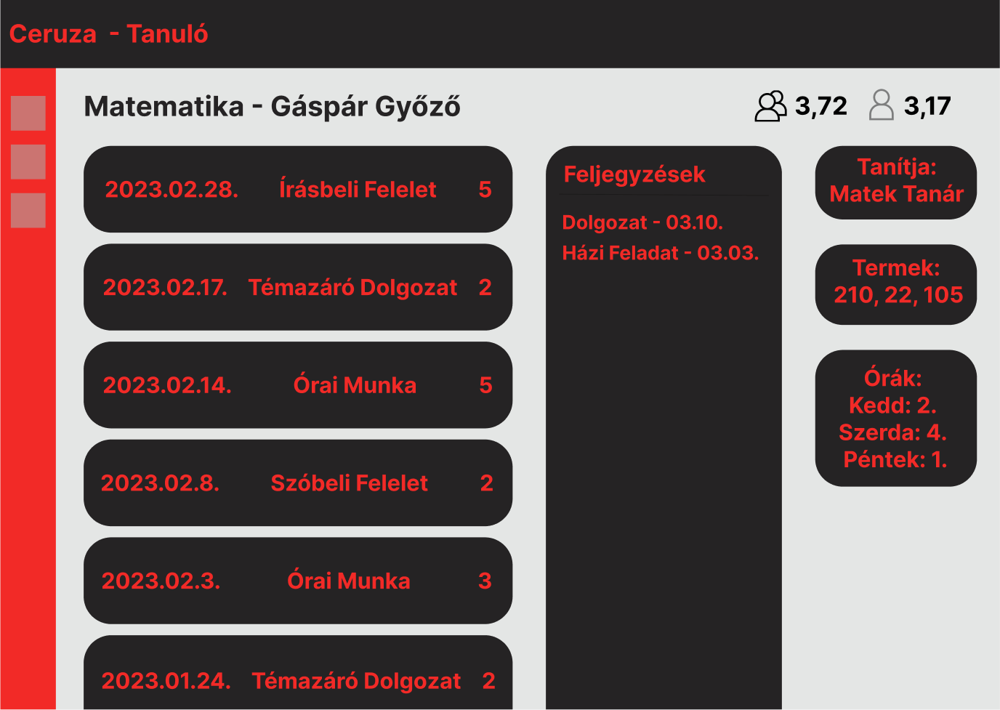 Ceruza - Tanuló
Matematika - Gáspár Győző
3,72
3,17
2023.02.28. Írásbeli Felelet 5
2023.02.17. Témazáró Dolgozat 2
2023.02.14. Órai Munka 5
2023.02.8. Szóbeli Felelet 2
2023.02.3. Órai Munka 3
2023.01.24. Témazáró Dolgozat 2
Feljegyzések
Dolgozat - 03.10.
Házi Feladat - 03.03.
Tanítja:
Matek Tanár
Termek:
210, 22, 105
Órák:
Kedd: 2.
Szerda: 4.
Péntek: 1.